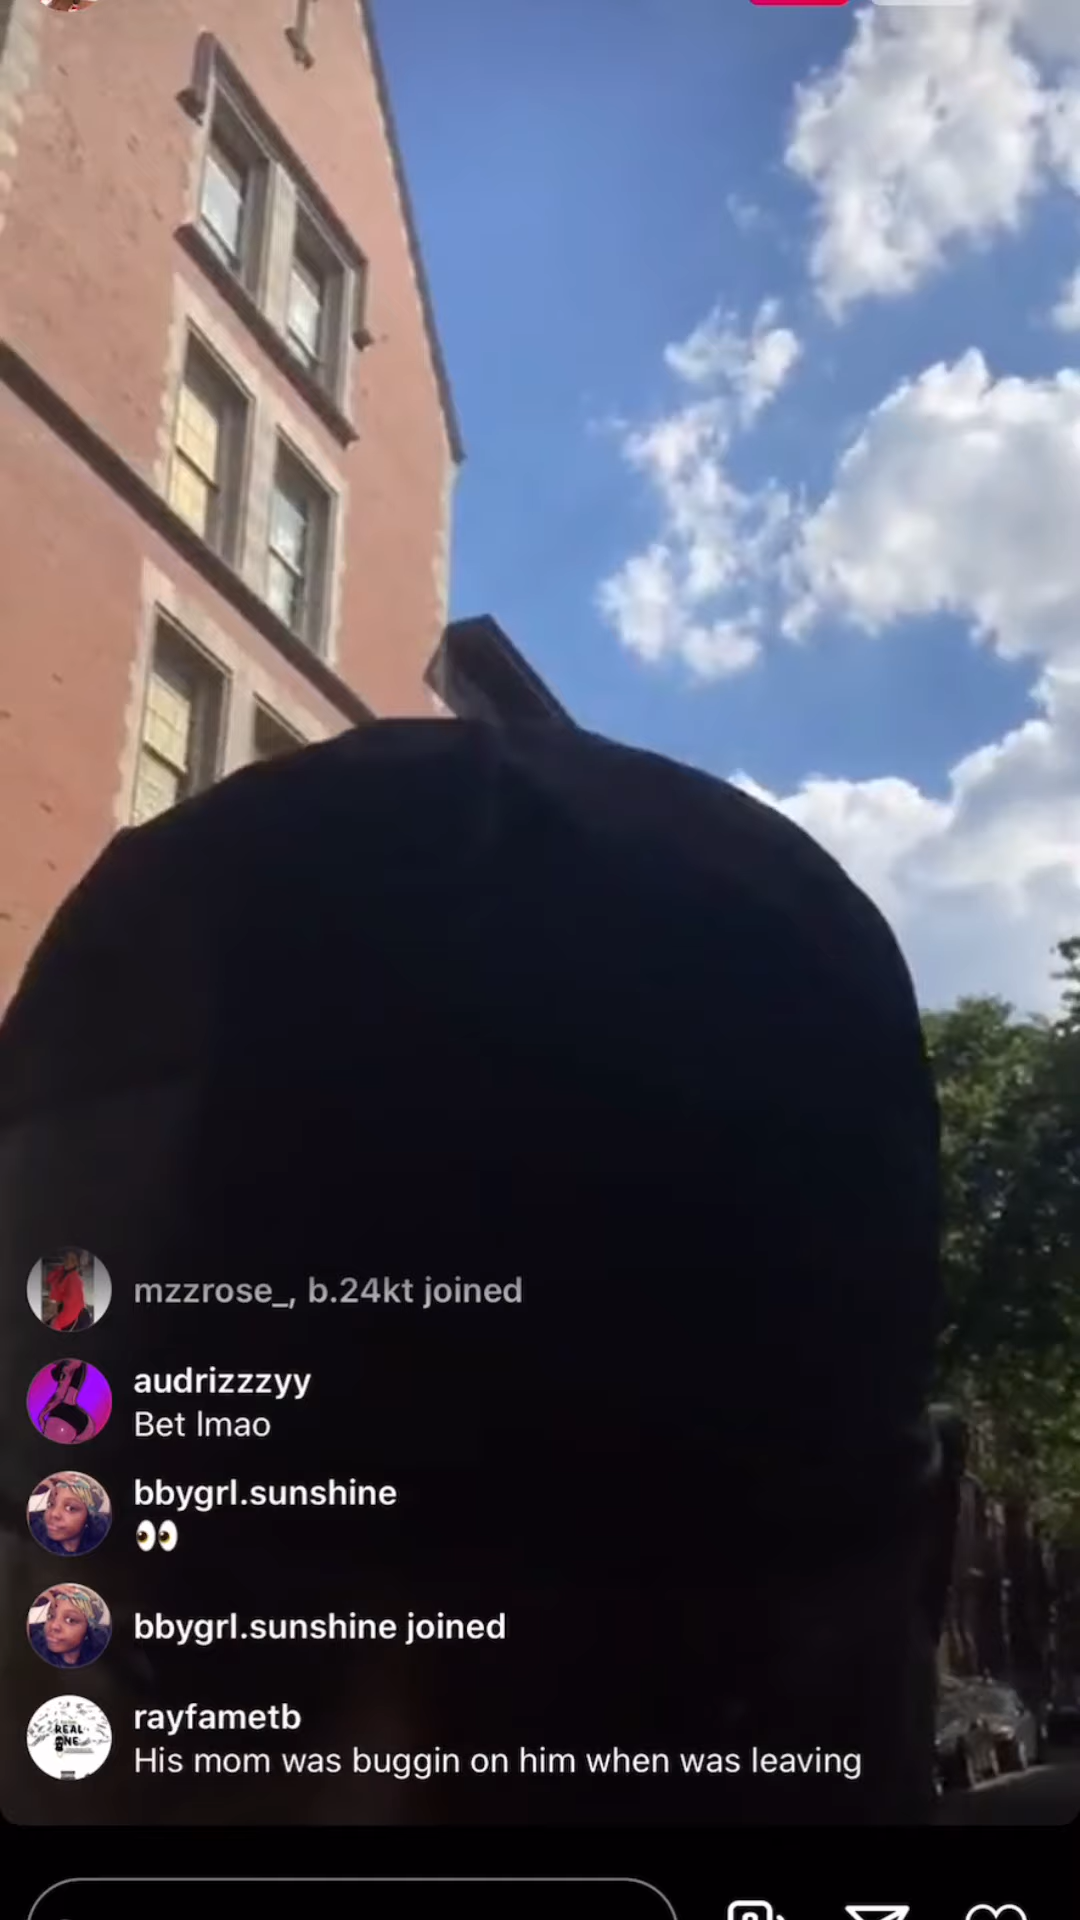 mzzrose_, b.24kt joined
audrizzzyy
Bet lmao
bbygrl.sunshine
👀
bbygrl.sunshine joined
REAL
rayfametb
His mom was buggin on him when was leaving